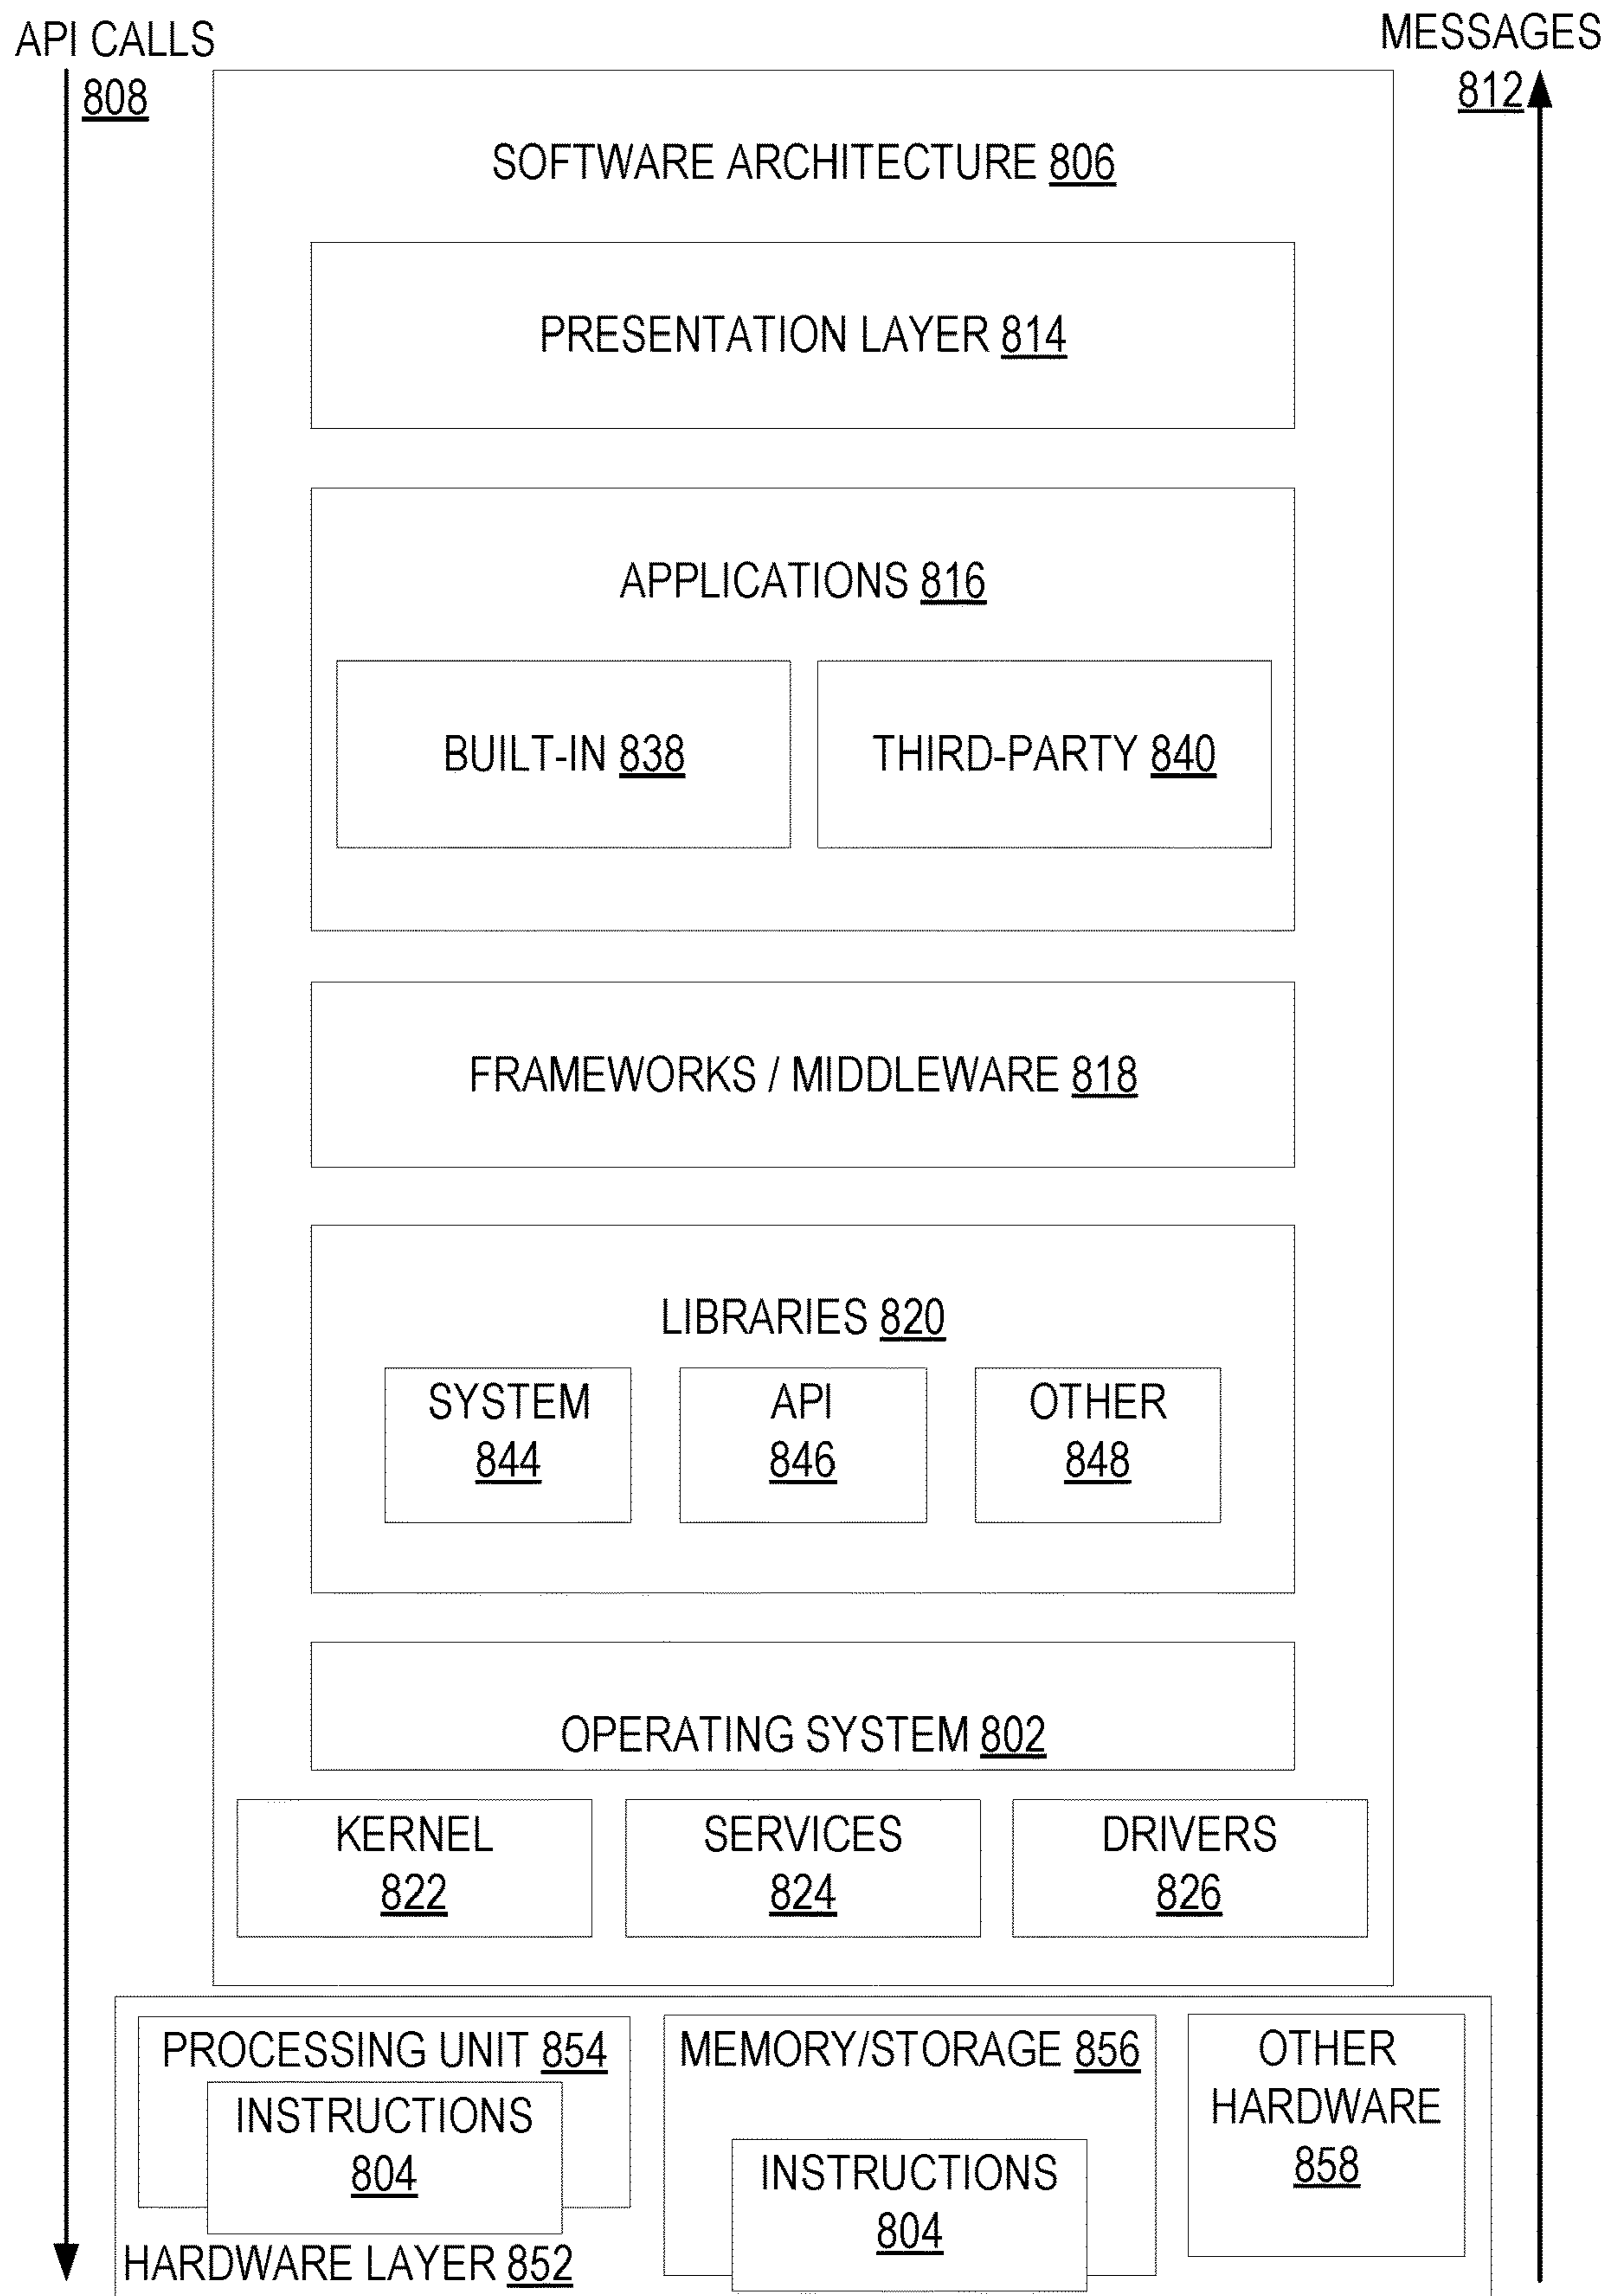 API CALLS
808
MESSAGES
812
SOFTWARE ARCHITECTURE 806
PRESENTATION LAYER 814
APPLICATIONS 816
BUILT-IN 838
THIRD-PARTY 840
FRAMEWORKS / MIDDLEWARE 818
LIBRARIES 820
SYSTEM
844
API
846
OTHER
848
OPERATING SYSTEM 802
KERNEL
822
SERVICES
824
DRIVERS
826
PROCESSING UNIT 854
INSTRUCTIONS
804
MEMORY/STORAGE 856
INSTRUCTIONS
804
OTHER
HARDWARE
858
HARDWARE LAYER 852